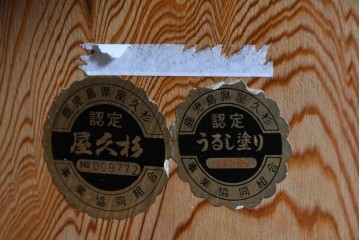 鹿児島県屋久杉
認定
屋久杉
No 009772
事業協同組合
鹿児島県屋久杉
認定
うるし塗り
事業協同組合